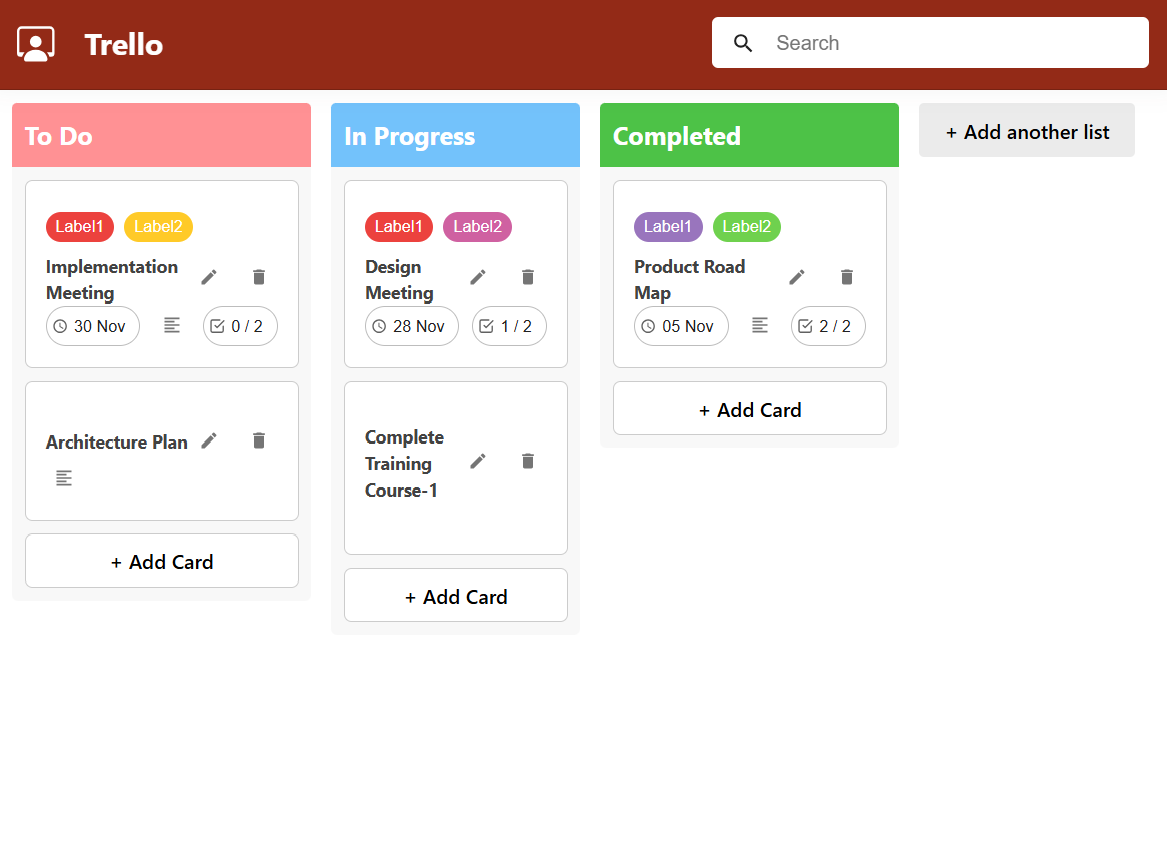 Trello
Search
To Do
Label1 Label2
Implementation
Meeting
30 Nov 0 / 2
Architecture Plan
+ Add Card
In Progress
Label1 Label2
Design
Meeting
28 Nov 1 / 2
Complete
Training
Course-1
+ Add Card
Completed
Label1 Label2
Product Road
Map
05 Nov 2 / 2
+ Add Card
+ Add another list